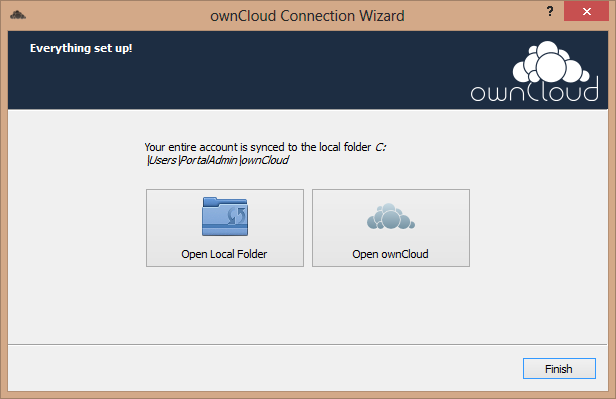 ownCloud Connection Wizard
?
Everything set up!
ownCloud
Your entire account is synced to the local folder C:
\Users\PortalAdmin\ownCloud
Open Local Folder
Open ownCloud
Finish